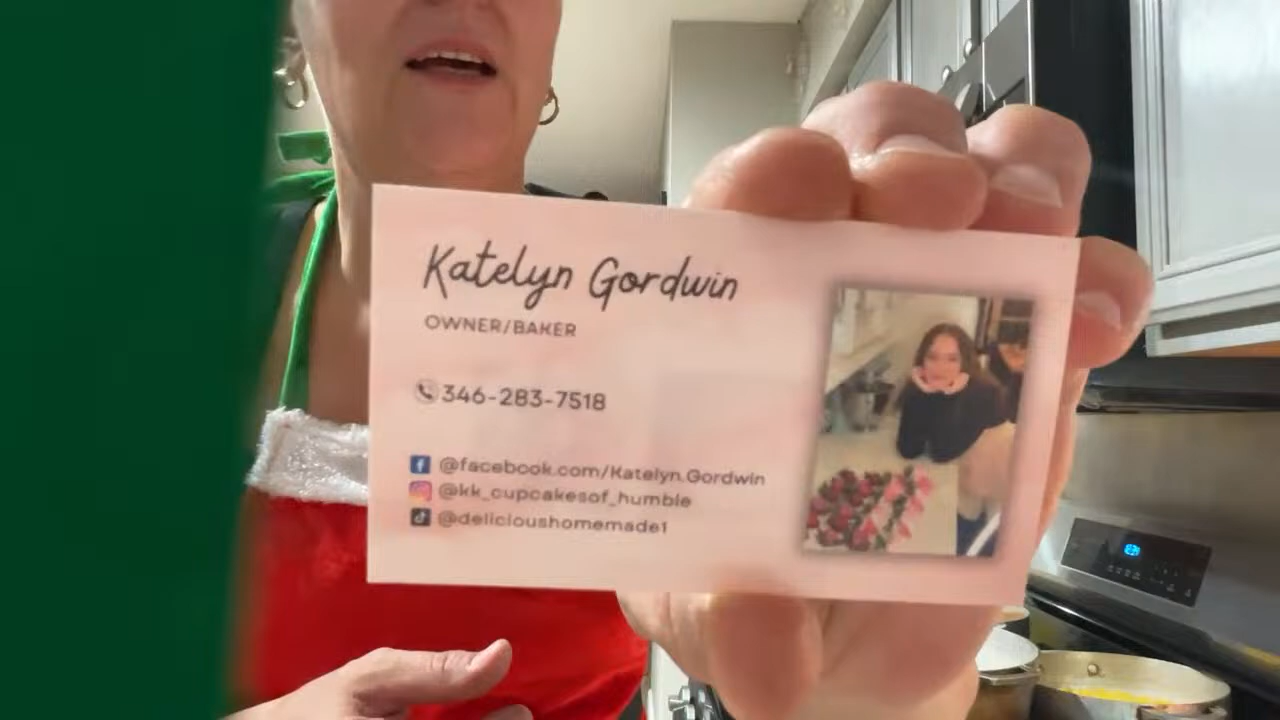 Katelyn Gordwin
OWNER/BAKER
346-283-7518
@facebook.com/Katelyn.Gordwin
@kk_cupcakesof_humble
@delicioushomemade1